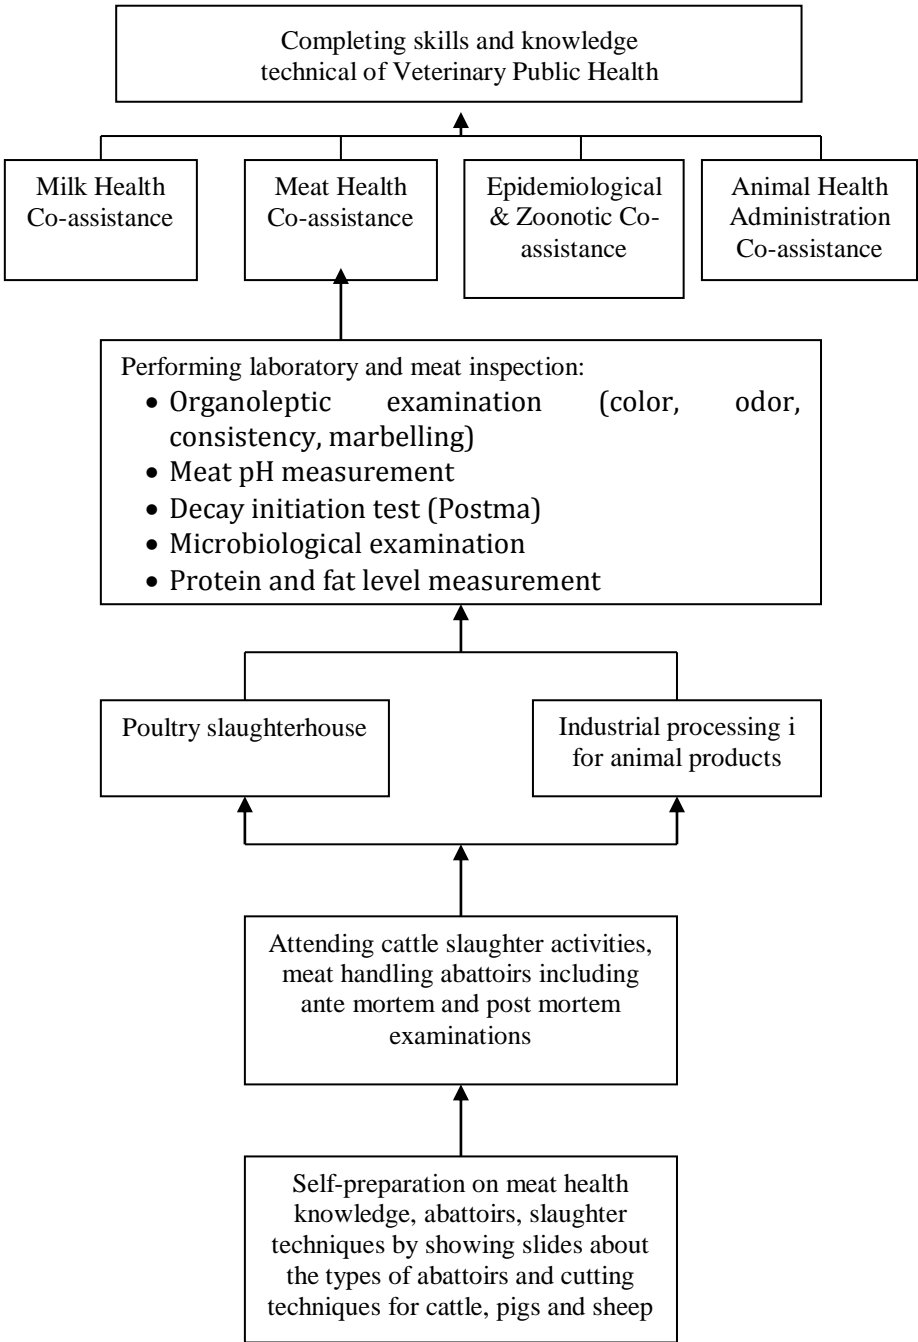 Completing skills and knowledge
technical of Veterinary Public Health
Milk Health
Co-assistance
Meat Health
Co-assistance
Epidemiological
& Zoonotic Co-
assistance
Animal Health
Administration
Co-assistance
Performing laboratory and meat inspection:
• Organoleptic examination (color, odor,
consistency, marbelling)
• Meat pH measurement
• Decay initiation test (Postma)
• Microbiological examination
• Protein and fat level measurement
Poultry slaughterhouse
Industrial processing i
for animal products
Attending cattle slaughter activities,
meat handling abattoirs including
ante mortem and post mortem
examinations
Self-preparation on meat health
knowledge, abattoirs, slaughter
techniques by showing slides about
the types of abattoirs and cutting
techniques for cattle, pigs and sheep